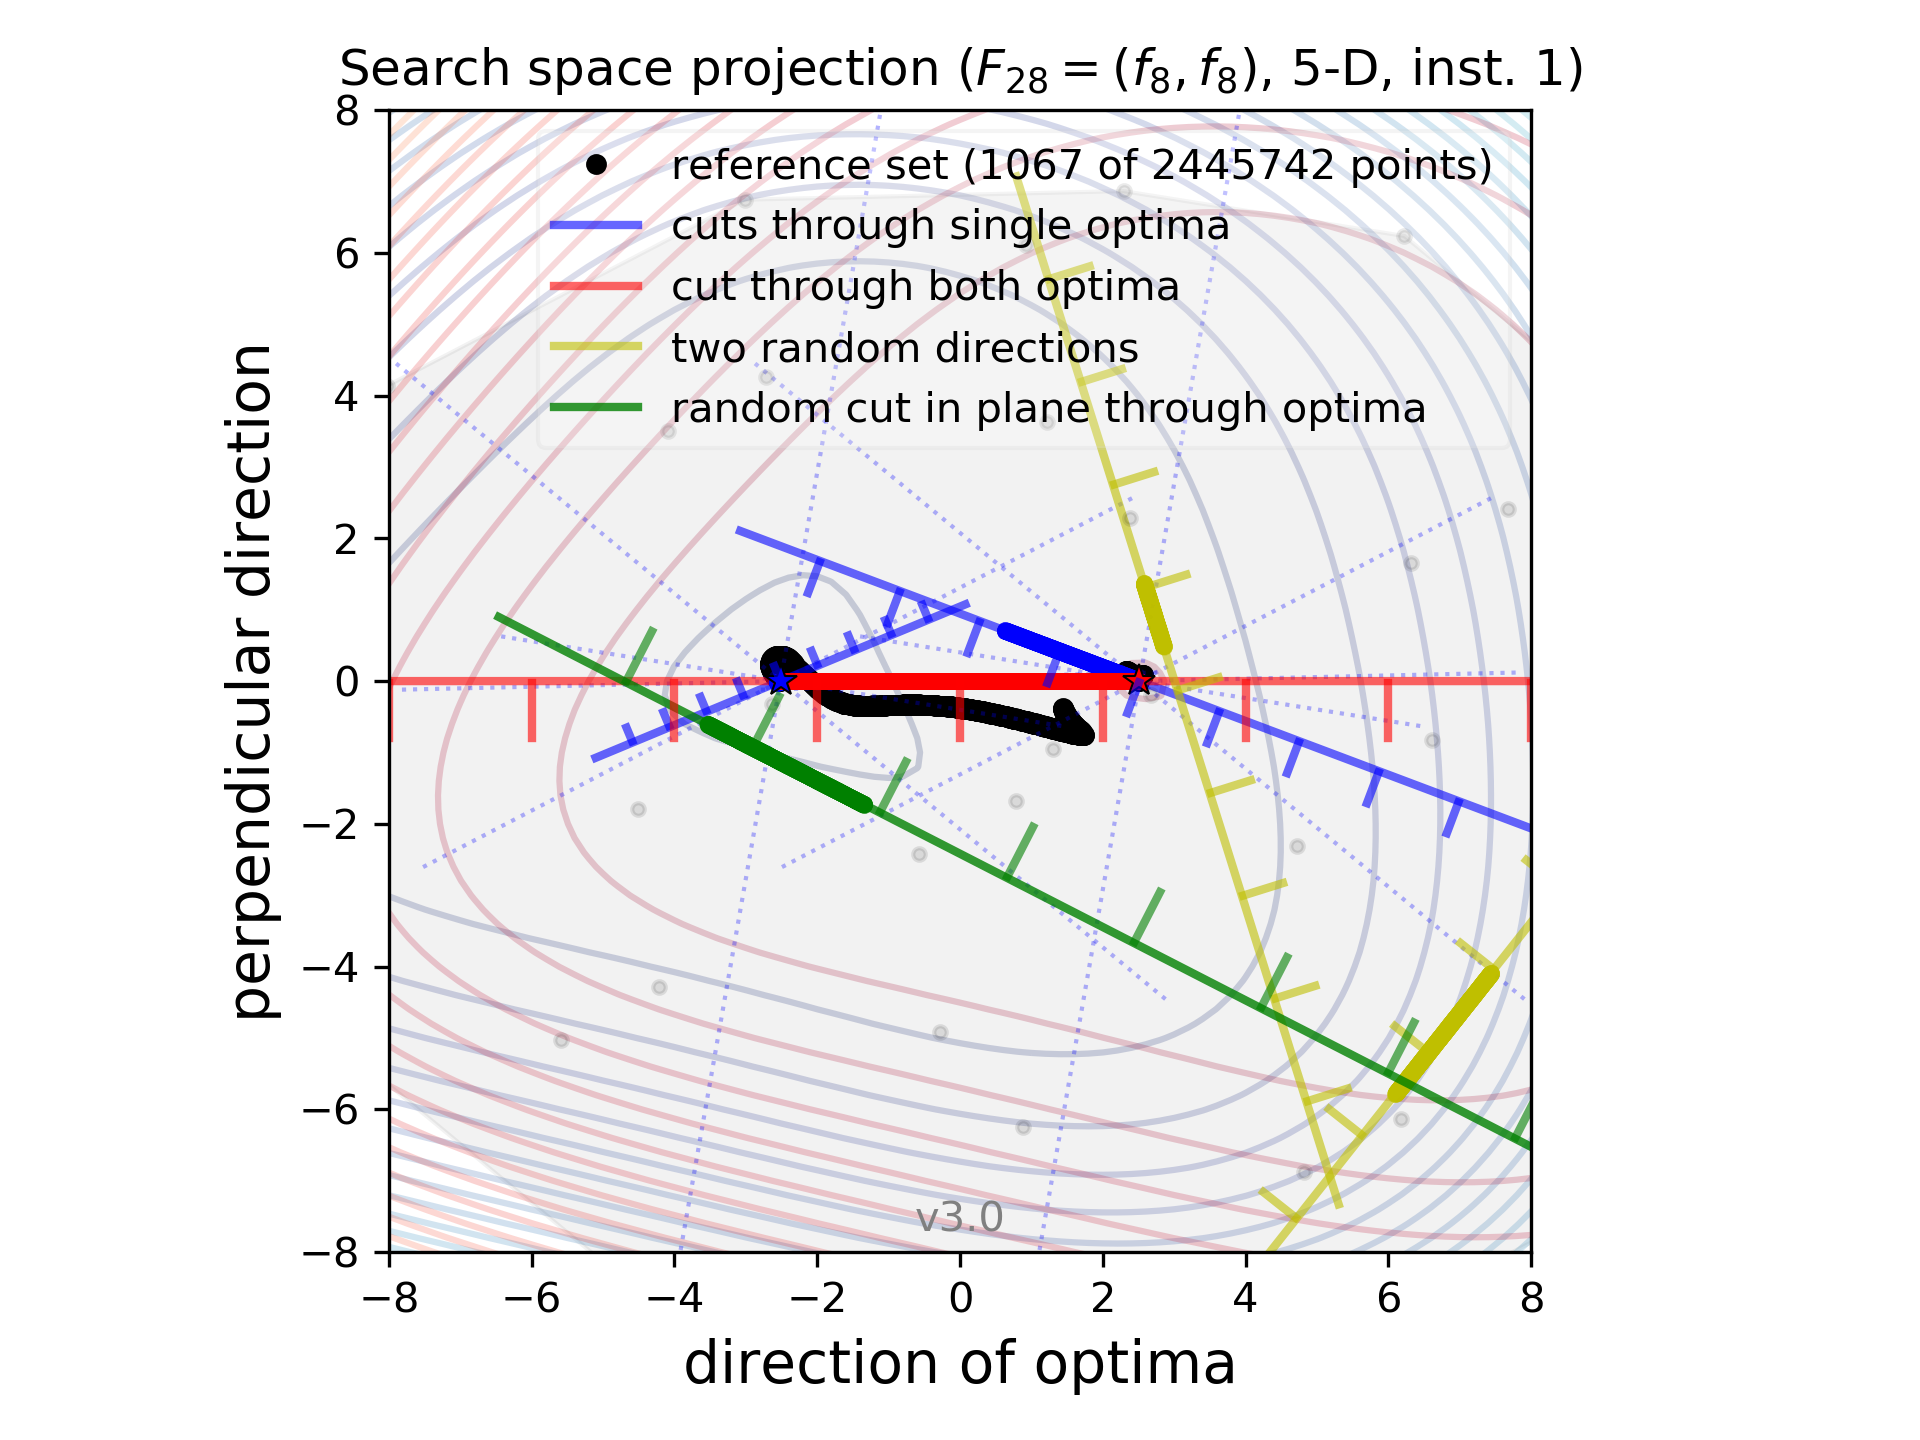 Search space projection (F₂₈ = (f₈, f₈), 5-D, inst. 1)
8
6
4
2
0
−2
−4
−6
−8
perpendicular direction
reference set (1067 of 2445742 points)
cuts through single optima
cut through both optima
two random directions
random cut in plane through optima
v3.0
−8 −6 −4 −2 0 2 4 6 8
direction of optima